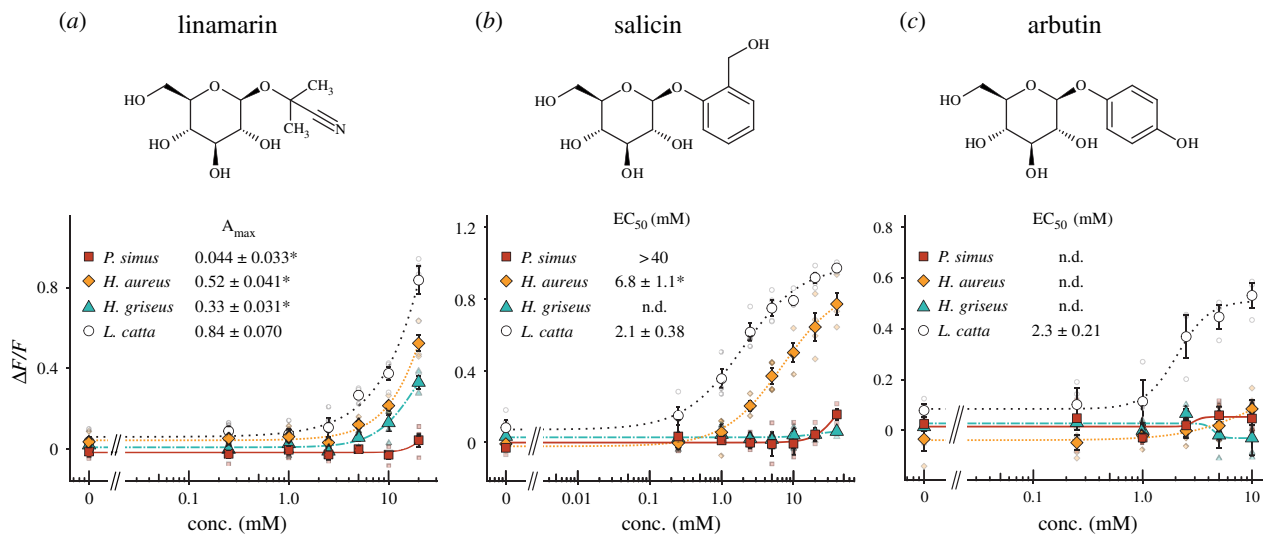 (a) linamarin
HO
O
O
CH3
CH3
N
HO
OH
OH
Amax
P. simus 0.044 ± 0.033*
H. aureus 0.52 ± 0.041*
H. griseus 0.33 ± 0.031*
L. catta 0.84 ± 0.070
ΔF/F
0.8
0.4
0
0 0.1 1.0 10
conc. (mM)
(b) salicin
OH
HO
O
O
HO
OH
OH
EC50 (mM)
P. simus >40
H. aureus 6.8 ± 1.1*
H. griseus n.d.
L. catta 2.1 ± 0.38
1.2
0.8
0.4
0
0 0.01 0.1 1.0 10
conc. (mM)
(c) arbutin
HO
O
O
OH
HO
OH
OH
EC50 (mM)
P. simus n.d.
H. aureus n.d.
H. griseus n.d.
L. catta 2.3 ± 0.21
0.8
0.4
0.2
0
0 0.1 1.0 10
conc. (mM)